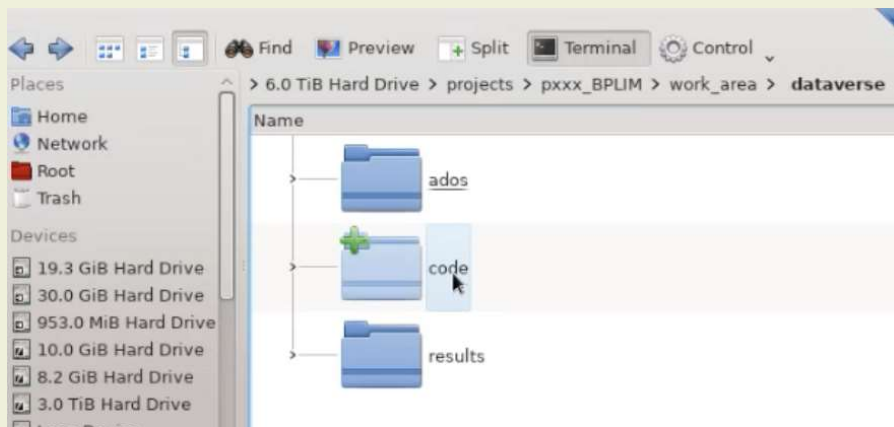 Find Preview Split Terminal Control
Places
> 6.0 TiB Hard Drive > projects > pxxx_BPLIM > work_area > dataverse
Home
Network
Root
Trash
Devices
19.3 GiB Hard Drive
30.0 GiB Hard Drive
953.0 MiB Hard Drive
10.0 GiB Hard Drive
8.2 GiB Hard Drive
3.0 TiB Hard Drive
Name
ados
code
results